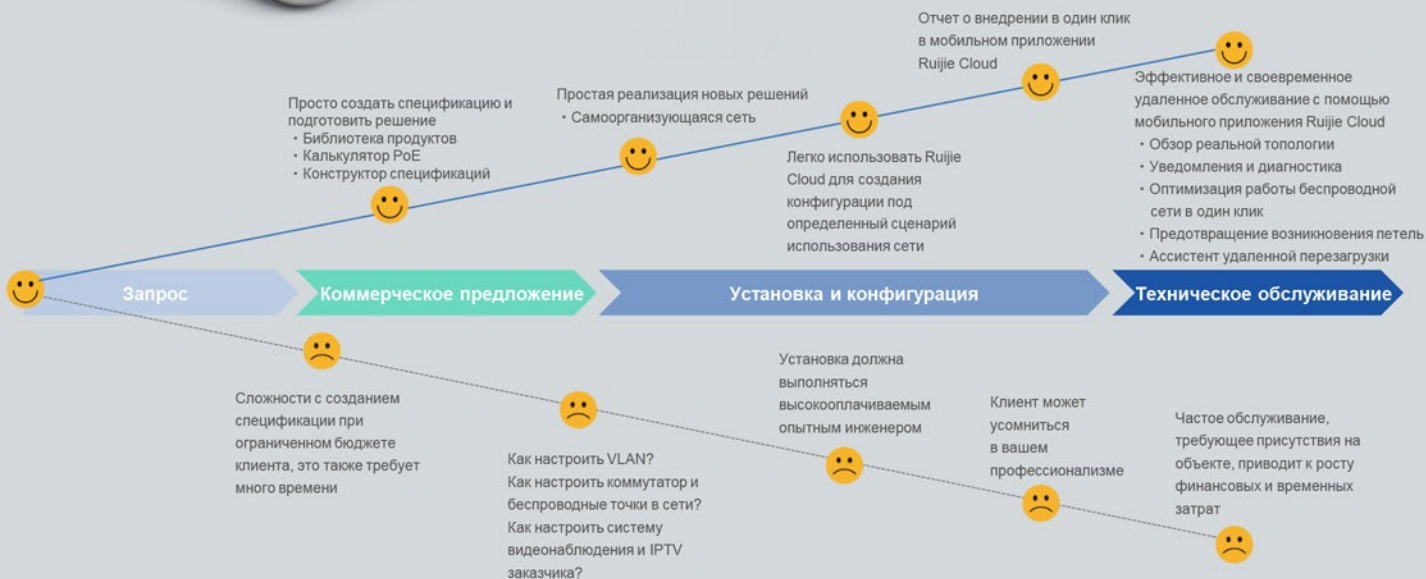 Отчет о внедрении в один клик
в мобильном приложении
Ruijie Cloud
Просто создать спецификацию и
подготовить решение
・Библиотека продуктов
・Калькулятор PoE
・Конструктор спецификаций
Простая реализация новых решений
・Самоорганизующаяся сеть
Легко использовать Ruijie
Cloud для создания
конфигурации под
определенный сценарий
использования сети
Эффективное и своевременное
удаленное обслуживание с помощью
мобильного приложения Ruijie Cloud
・Обзор реальной топологии
・Уведомления и диагностика
・Оптимизация работы беспроводной
сети в один клик
・Предотвращение возникновения петель
・Ассистент удаленной перезагрузки
Запрос
Коммерческое предложение
Установка и конфигурация
Техническое обслуживание
Сложности с созданием
спецификации при
ограниченном бюджете
клиента, это также требует
много времени
Как настроить VLAN?
Как настроить коммутатор и
беспроводные точки в сети?
Как настроить систему
видеонаблюдения и IPTV
заказчика?
Установка должна
выполняться
высокооплачиваемым
опытным инженером
Клиент может
усомниться
в вашем
профессионализме
Частое обслуживание,
требующее присутствия на
объекте, приводит к росту
финансовых и временных
затрат